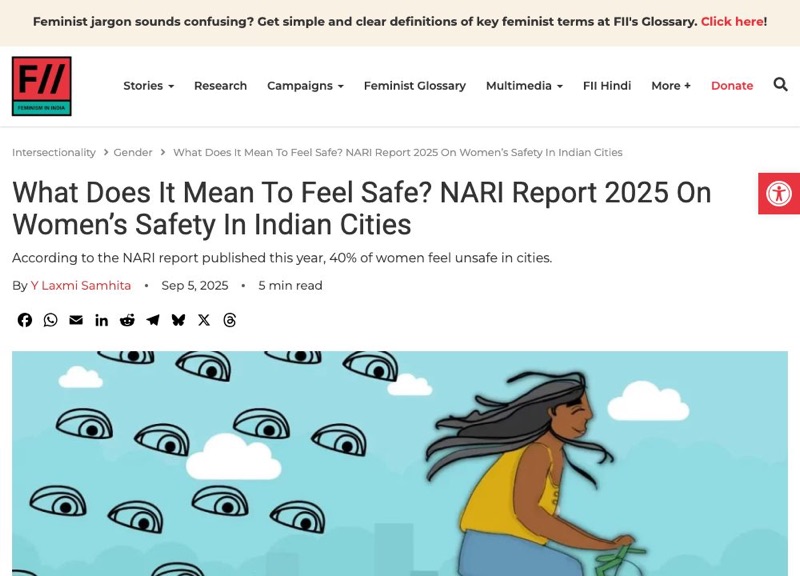 Feminist jargon sounds confusing? Get simple and clear definitions of key feminist terms at FII's Glossary. Click here!
FII
FEMINISM IN INDIA
Stories Research Campaigns Feminist Glossary Multimedia FII Hindi More + Donate
Intersectionality Gender What Does It Mean To Feel Safe? NARI Report 2025 On Women’s Safety In Indian Cities
What Does It Mean To Feel Safe? NARI Report 2025 On
Women’s Safety In Indian Cities
According to the NARI report published this year, 40% of women feel unsafe in cities.
By Y Laxmi Samhita • Sep 5, 2025 • 5 min read